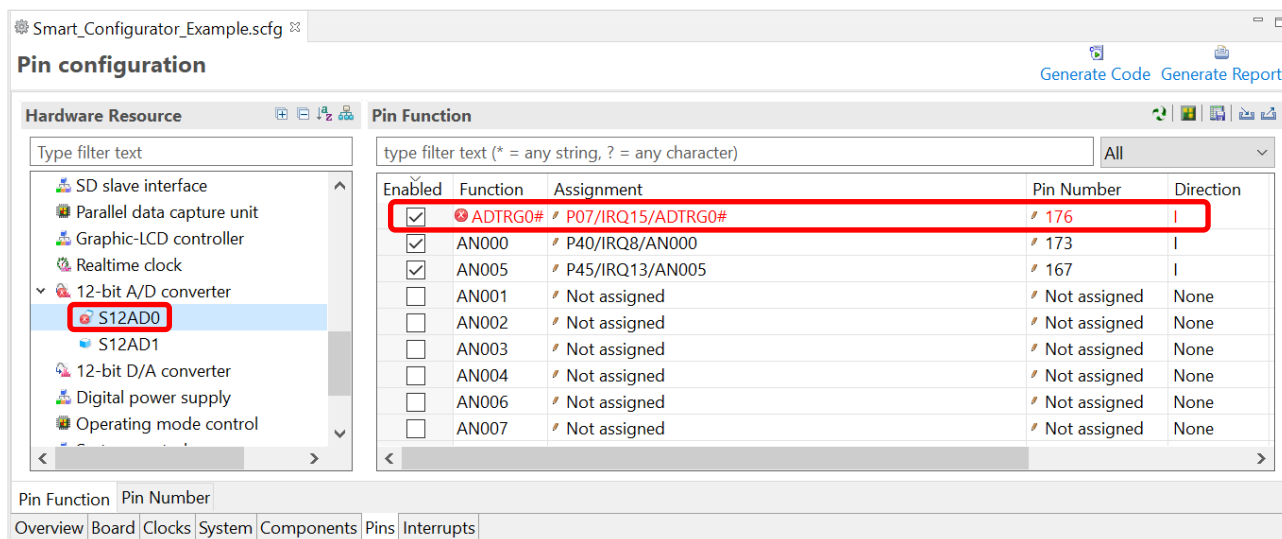 Smart_Configurator_Example.scfg
Pin configuration
Generate Code Generate Report
Hardware Resource
Type filter text
SD slave interface
Parallel data capture unit
Graphic-LCD controller
Realtime clock
12-bit A/D converter
S12AD0
S12AD1
12-bit D/A converter
Digital power supply
Operating mode control
Pin Function
type filter text (* = any string, ? = any character) All
Enabled Function Assignment Pin Number Direction
ADTRG0# P07/IRQ15/ADTRG0# 176 I
AN000 P40/IRQ8/AN000 173 I
AN005 P45/IRQ13/AN005 167 I
AN001 Not assigned Not assigned None
AN002 Not assigned Not assigned None
AN003 Not assigned Not assigned None
AN004 Not assigned Not assigned None
AN006 Not assigned Not assigned None
AN007 Not assigned Not assigned None
Pin Function Pin Number
Overview Board Clocks System Components Pins Interrupts